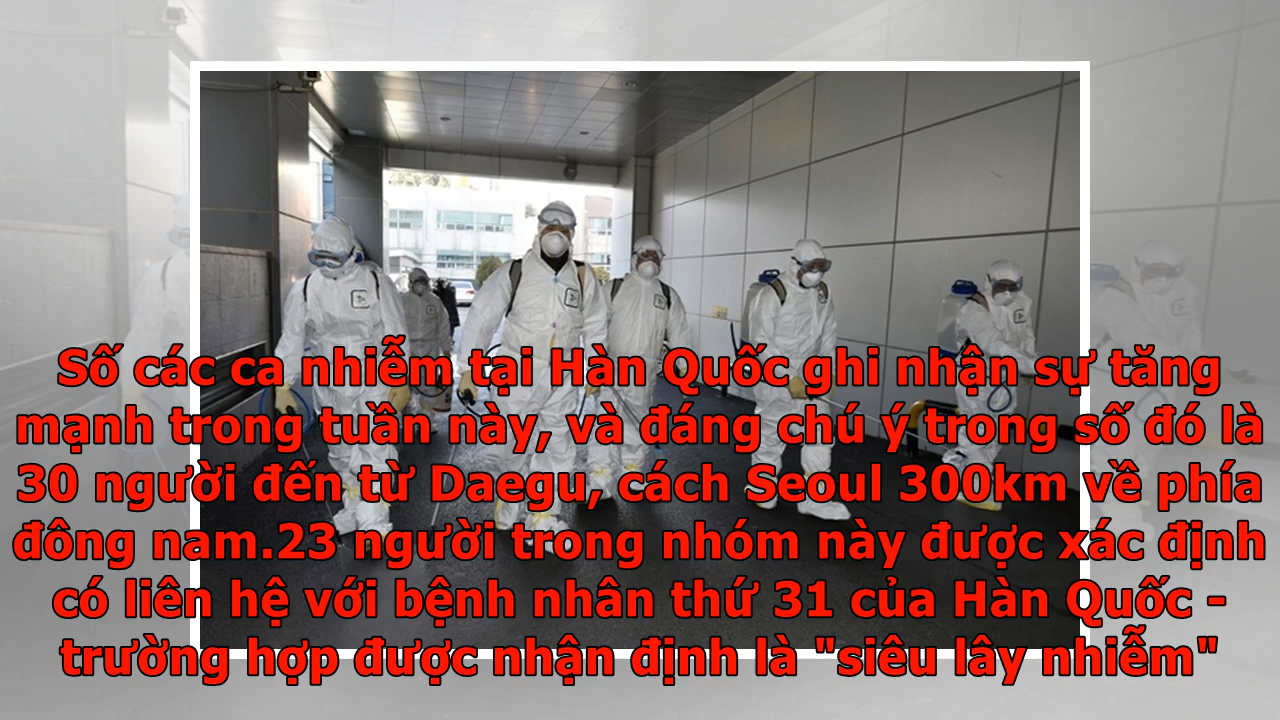 Số các ca nhiễm tại Hàn Quốc ghi nhận sự tăng
mạnh trong tuần này, và đáng chú ý trong số đó là
30 người đến từ Daegu, cách Seoul 300km về phía
đông nam.23 người trong nhóm này được xác định
có liên hệ với bệnh nhân thứ 31 của Hàn Quốc -
trường hợp được nhận định là "siêu lây nhiễm"